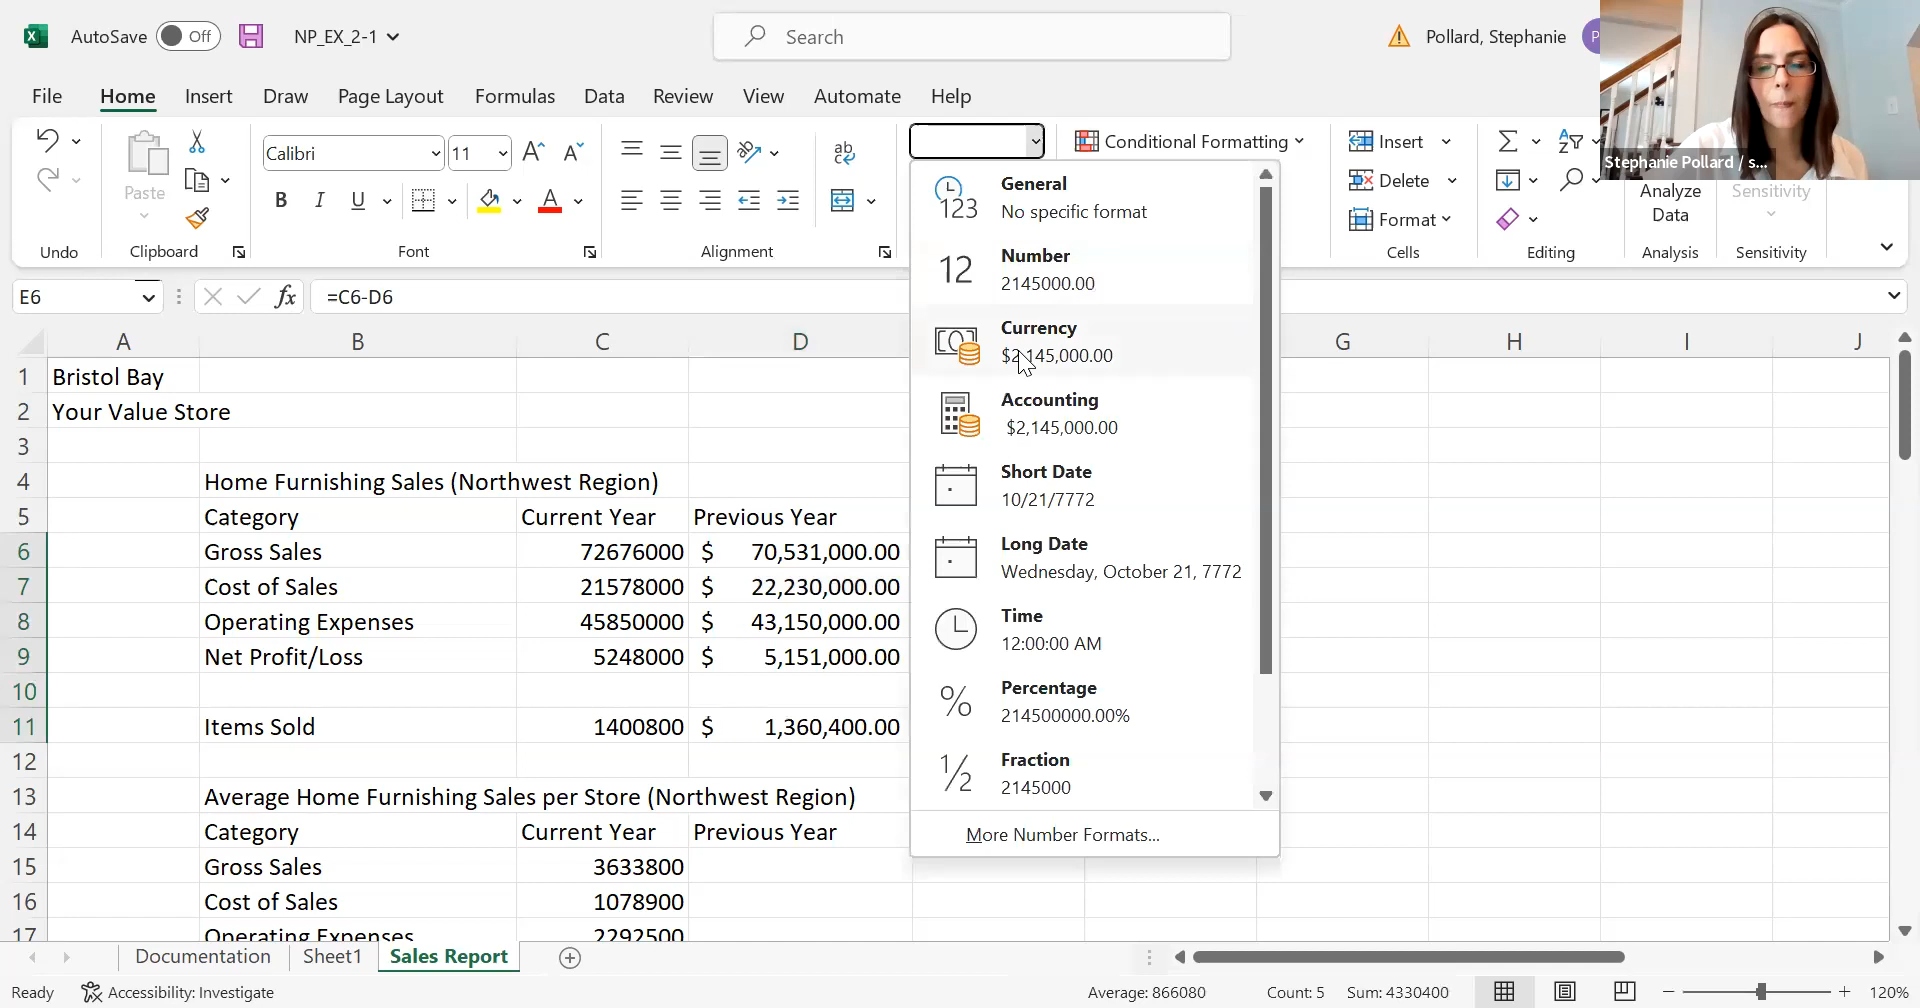 AutoSave Off NP_EX_2-1 Search Pollard, Stephanie P
File Home Insert Draw Page Layout Formulas Data Review View Automate Help
Stephanie Pollard / s...
Calibri 11 Conditional Formatting Insert
Paste Delete
B I U Format
Analyze Data
Sensitivity
Undo Clipboard Font Alignment Cells Editing Analysis Sensitivity
E6 fx =C6-D6
A B C D G H I J
1 Bristol Bay
2 Your Value Store
3
4 Home Furnishing Sales (Northwest Region)
5 Category Current Year Previous Year
6 Gross Sales 72676000 $ 70,531,000.00
7 Cost of Sales 21578000 $ 22,230,000.00
8 Operating Expenses 45850000 $ 43,150,000.00
9 Net Profit/Loss 5248000 $ 5,151,000.00
10
11 Items Sold 1400800 $ 1,360,400.00
12
13 Average Home Furnishing Sales per Store (Northwest Region)
14 Category Current Year Previous Year
15 Gross Sales 3633800
16 Cost of Sales 1078900
17 Operating Expenses 2292500
123 General
No specific format
12 Number
2145000.00
Currency
$2,145,000.00
Accounting
$2,145,000.00
Short Date
10/21/7772
Long Date
Wednesday, October 21, 7772
Time
12:00:00 AM
% Percentage
214500000.00%
1/2 Fraction
2145000
More Number Formats...
Documentation Sheet1 Sales Report
Ready Accessibility: Investigate Average: 866080 Count: 5 Sum: 4330400 120%